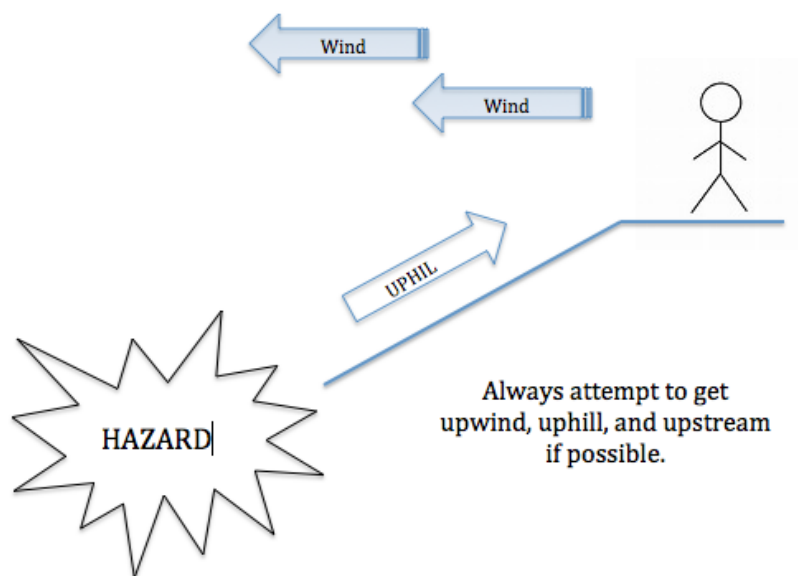 Wind
Wind
UPHIL
HAZARD
Always attempt to get
upwind, uphill, and upstream
if possible.